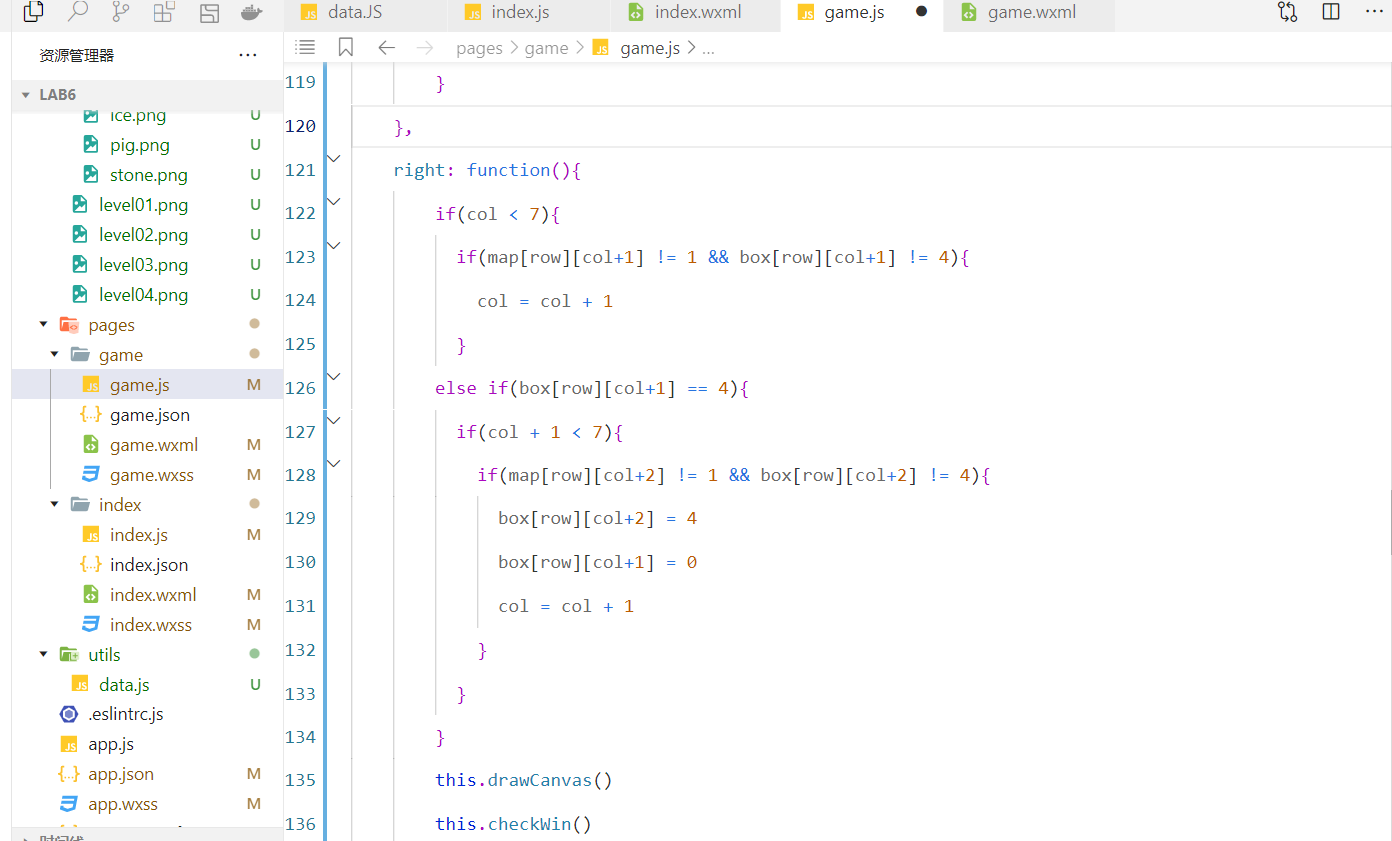 data.JS
index.js
index.wxml
game.js
game.wxml
资源管理器
LAB6
ice.png U
pig.png U
stone.png U
level01.png U
level02.png U
level03.png U
level04.png U
pages
game
game.js M
game.json
game.wxml M
game.wxss M
index
index.js M
index.json
index.wxml M
index.wxss M
utils
data.js U
.eslintrc.js
app.js
app.json M
app.wxss M
时间线
pages > game > game.js > ...
119 }
120 },
121 right: function(){
122 if(col < 7){
123 if(map[row][col+1] != 1 && box[row][col+1] != 4){
124 col = col + 1
125 }
126 else if(box[row][col+1] == 4){
127 if(col + 1 < 7){
128 if(map[row][col+2] != 1 && box[row][col+2] != 4){
129 box[row][col+2] = 4
130 box[row][col+1] = 0
131 col = col + 1
132 }
133 }
134 }
135 this.drawCanvas()
136 this.checkWin()